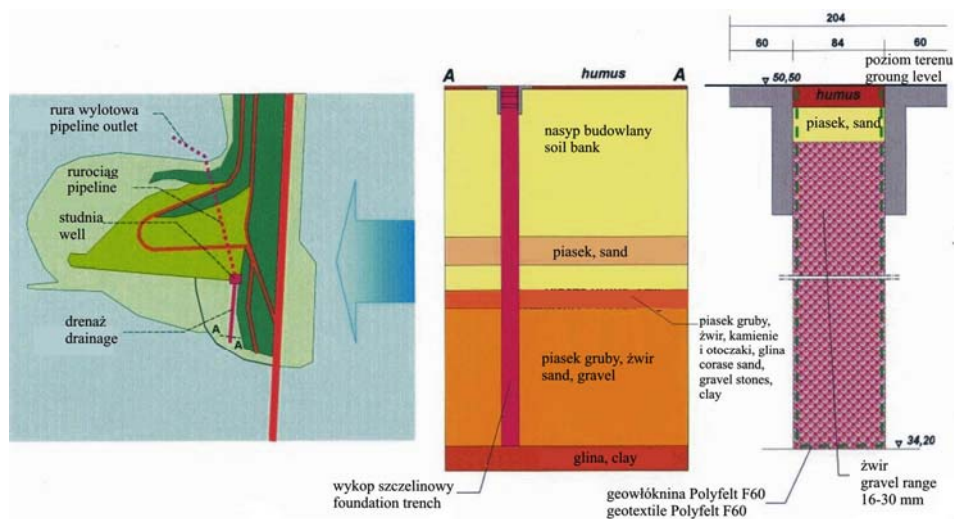 rura wylotowa
pipeline outlet
rurociąg
pipeline
studnia
well
drenaż
drainage
A
A
A
humus
A
nasyp budowlany
soil bank
piasek, sand
piasek gruby, żwir
sand, gravel
glina, clay
wykop szczelinowy
foundation trench
piasek gruby,
żwir, kamienie
i otoczaki, glina
corase sand,
gravel stones,
clay
204
60
84
60
poziom terenu
groung level
50,50
humus
piasek, sand
34,20
żwir
gravel range
16-30 mm
geowłóknina Polyfelt F60
geotextile Polyfelt F60